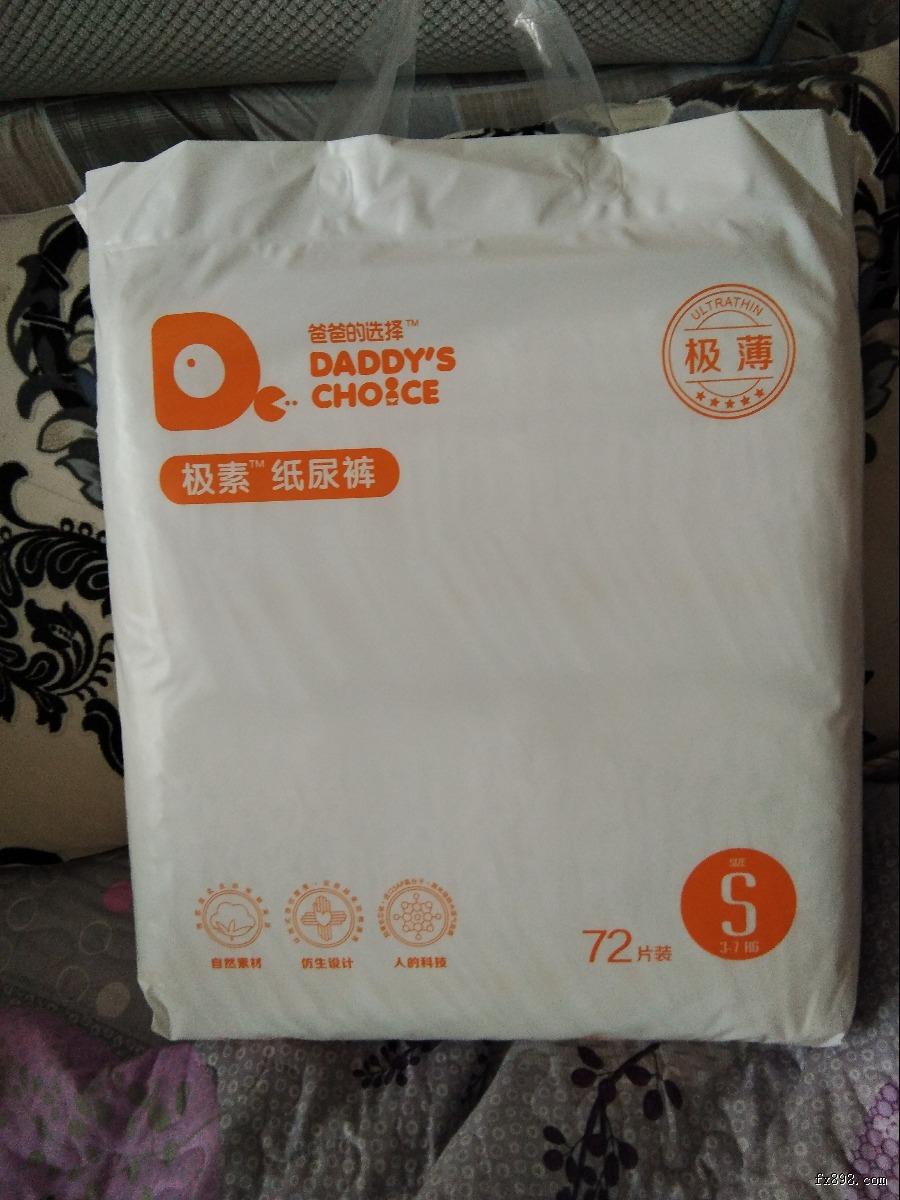 爸爸的选择™
DADDY'S
CHOICE
ULTRATHIN
极薄
极素™ 纸尿裤
自然素材
仿生设计
人的科技
72片装
SIZE
S
3-7 KG
fx898.com